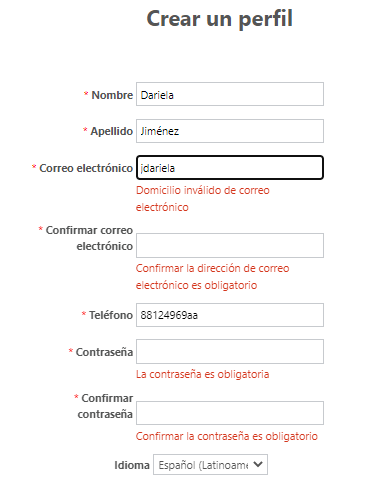 Crear un perfil
* Nombre Dariela
* Apellido Jiménez
* Correo electrónico jdariela
Domicilio inválido de correo
electrónico
* Confirmar correo
electrónico
Confirmar la dirección de correo
electrónico es obligatorio
* Teléfono 88124969aa
* Contraseña
La contraseña es obligatoria
* Confirmar
contraseña
Confirmar la contraseña es obligatorio
Idioma Español (Latinoame